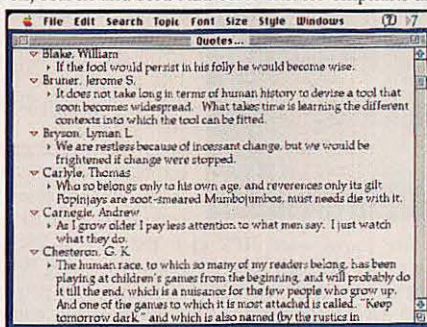 File Edit Search Topic Font Size Style Windows
Quotes...
Blake, William
If the fool would persist in his folly he would become wise.
Bruner, Jerome S.
It does not take long in terms of human history to devise a tool that
soon becomes widespread. What takes time is learning the different
contexts into which the tool can be fitted.
Bryson, Lyman L.
We are restless because of incessant change, but we would be
frightened if change were stopped.
Carlyle, Thomas
Who so belongs only to his own age, and reverences only its gilt
Popinjays are soot-smeared Mumbojumbos, must needs die with it.
Carnegie, Andrew
As I grow older I pay less attention to what men say. I just watch
what they do.
Chesteron, G. K.
The human race, to which so many of my readers belong, has been
playing at children's games from the beginning, and will probably do
it till the end, which is a nuisance for the few people who grow up.
And one of the games to which it is most attached is called, "Keep
tomorrow dark" and which is also named (by the rustics in